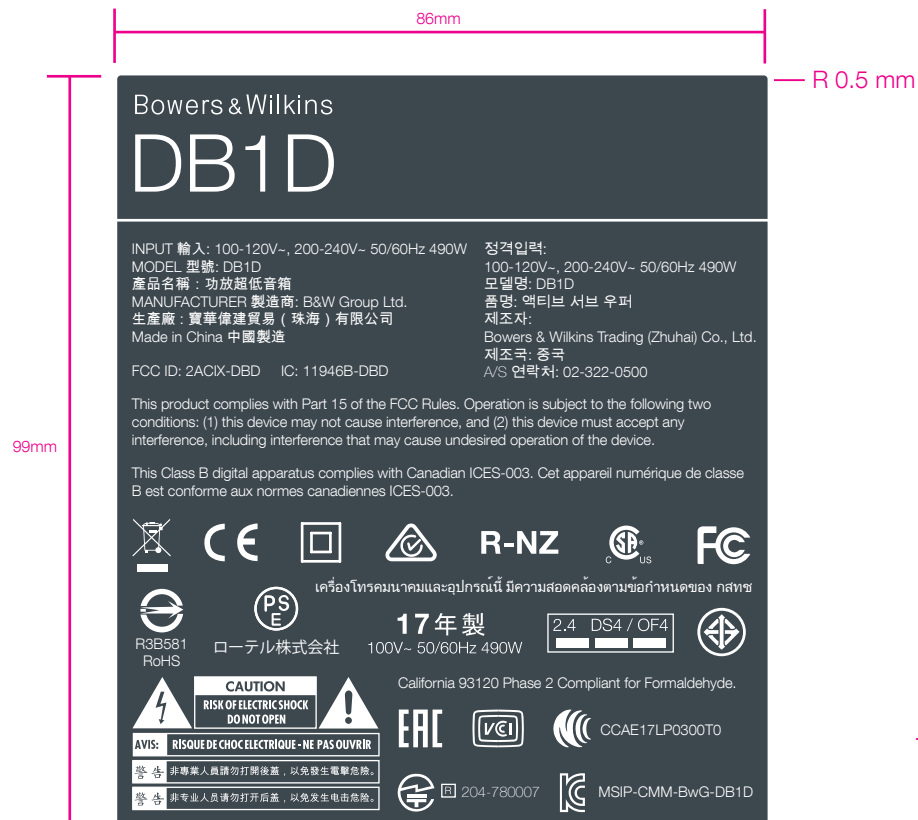 86mm
R 0.5 mm
99mm
Bowers & Wilkins
DB1D
INPUT 輸入: 100-120V~, 200-240V~ 50/60Hz 490W
MODEL 型號: DB1D
產品名稱：功放超低音箱
MANUFACTURER 製造商: B&W Group Ltd.
生產廠：寶華偉建貿易（珠海）有限公司
Made in China 中國製造
FCC ID: 2ACIX-DBD IC: 11946B-DBD
정격입력:
100-120V~, 200-240V~ 50/60Hz 490W
모델명: DB1D
품명: 액티브 서브 우퍼
제조자:
Bowers & Wilkins Trading (Zhuhai) Co., Ltd.
제조국: 중국
A/S 연락처: 02-322-0500
This product complies with Part 15 of the FCC Rules. Operation is subject to the following two
conditions: (1) this device may not cause interference, and (2) this device must accept any
interference, including interference that may cause undesired operation of the device.
This Class B digital apparatus complies with Canadian ICES-003. Cet appareil numérique de classe
B est conforme aux normes canadiennes ICES-003.
CE
R-NZ
C SA US
FC
เครื่องโทรคมนาคมและอุปกรณ์นี้ มีความสอดคล้องตามข้อกำหนดของ กสทช
R3B581
RoHS
PS
E
ローテル株式会社
17年製
100V~ 50/60Hz 490W
2.4 DS4 / OF4
CAUTION
RISK OF ELECTRIC SHOCK
DO NOT OPEN
AVIS: RISQUE DE CHOC ELECTRIQUE - NE PAS OUVRIR
警告 非專業人員請勿打開後蓋，以免發生電擊危險。
警告 非专业人员请勿打开后盖，以免发生电击危险。
California 93120 Phase 2 Compliant for Formaldehyde.
EAC
VCI
CCAE17LP0300T0
R 204-780007
MSIP-CMM-BwG-DB1D